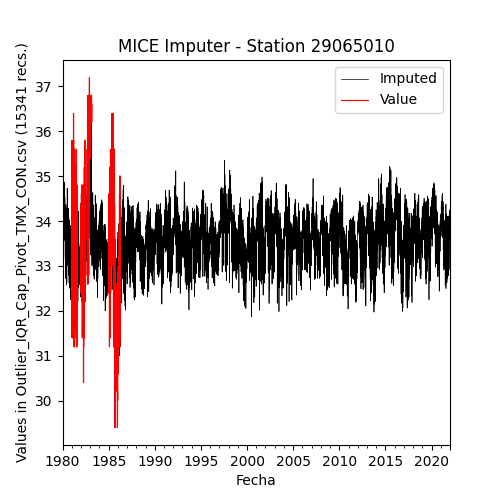 MICE Imputer - Station 29065010
Imputed
Value
Values in Outlier_IQR_Cap_Pivot_TMX_CON.csv (15341 recs.)
37
36
35
34
33
32
31
30
1980 1985 1990 1995 2000 2005 2010 2015 2020
Fecha